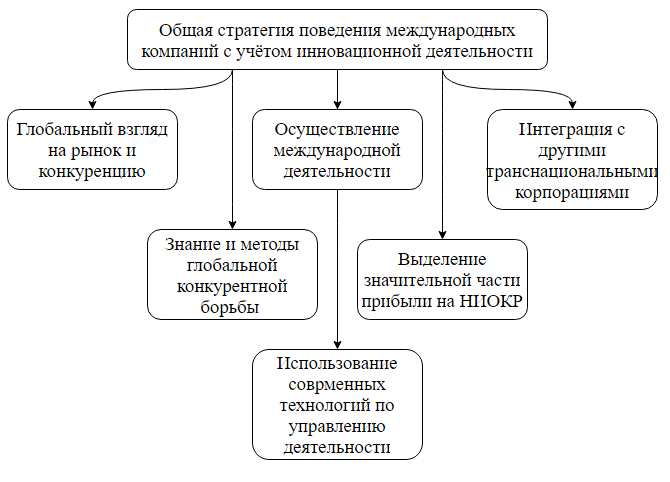 Общая стратегия поведения международных
компаний с учётом инновационной деятельности
Глобальный взгляд
на рынок и
конкуренцию
Осуществление
международной
деятельности
Интеграция с
другими
транснациональными
корпорациями
Знание и методы
глобальной
конкурентной
борьбы
Выделение
значительной части
прибыли на НИОКР
Использование
соврменных
технологий по
управлению
деятельности